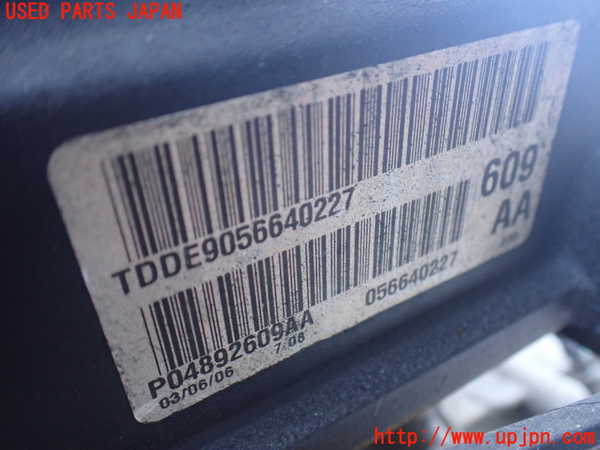 USED PARTS JAPAN
TDDE9056640227
609
AA
P04892609AA
056640227
03/06/06
7:08
http://www.upjpn.com/